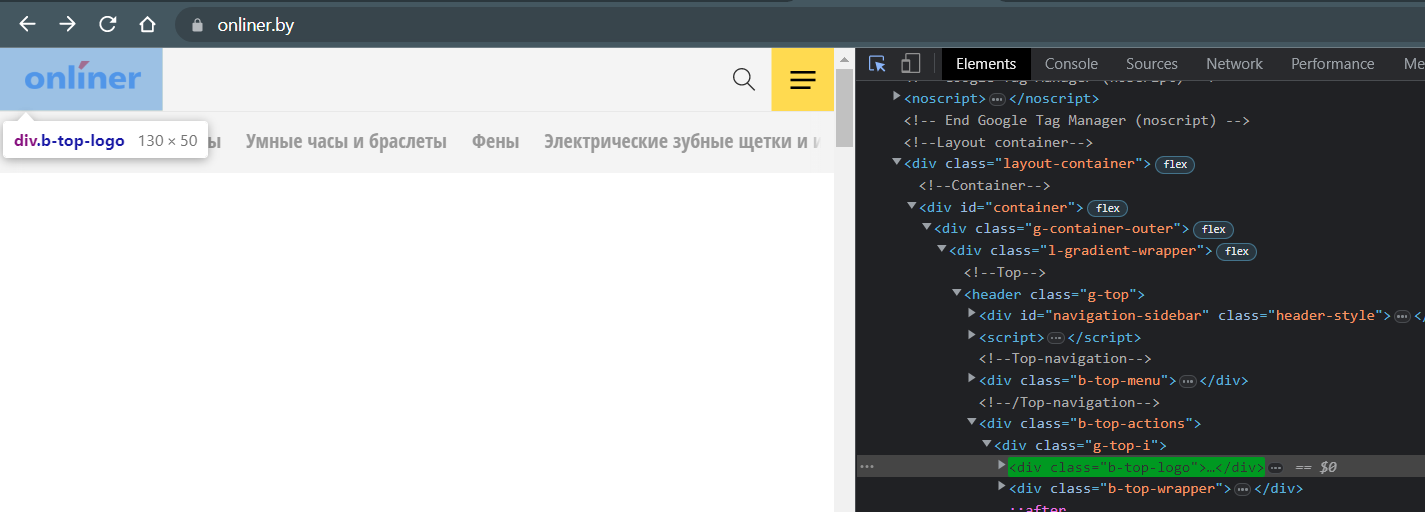 onliner.by
onlíner
Elements Console Sources Network Performance Me
<noscript> ••• </noscript>
<!-- End Google Tag Manager (noscript) -->
<!--Layout container-->
<div class="layout-container"> flex
<!--Container-->
<div id="container"> flex
<div class="g-container-outer"> flex
<div class="l-gradient-wrapper"> flex
<!--Top-->
<header class="g-top">
<div id="navigation-sidebar" class="header-style"> ••• </
<script> ••• </script>
<!--Top-navigation-->
<div class="b-top-menu"> ••• </div>
<!--/Top-navigation-->
<div class="b-top-actions">
<div class="g-top-i">
••• <div class="b-top-logo">…</div> ••• == $0
<div class="b-top-wrapper"> ••• </div>
::after
div.b-top-logo 130 × 50
ы Умные часы и браслеты Фены Электрические зубные щетки и и